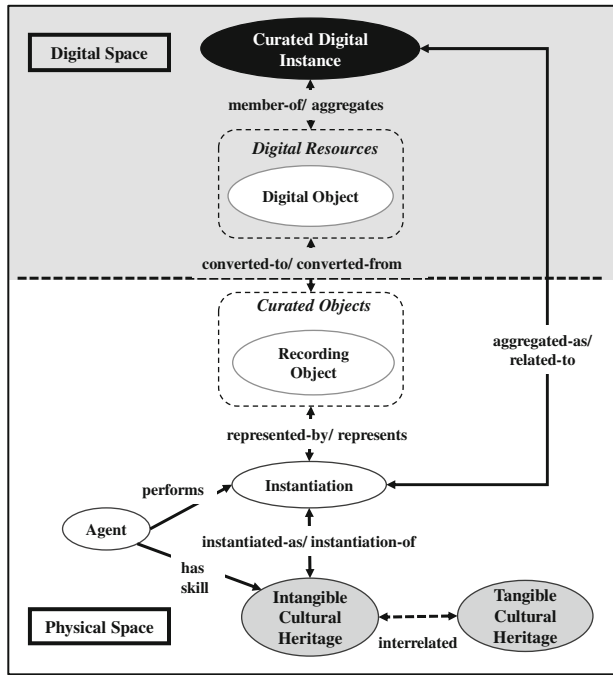 Digital Space
Curated Digital
Instance
member-of/ aggregates
Digital Resources
Digital Object
converted-to/ converted-from
Curated Objects
Recording
Object
aggregated-as/
related-to
represented-by/ represents
Instantiation
performs
Agent
instantiated-as/ instantiation-of
has
skill
Intangible
Cultural
Heritage
interrelated
Tangible
Cultural
Heritage
Physical Space